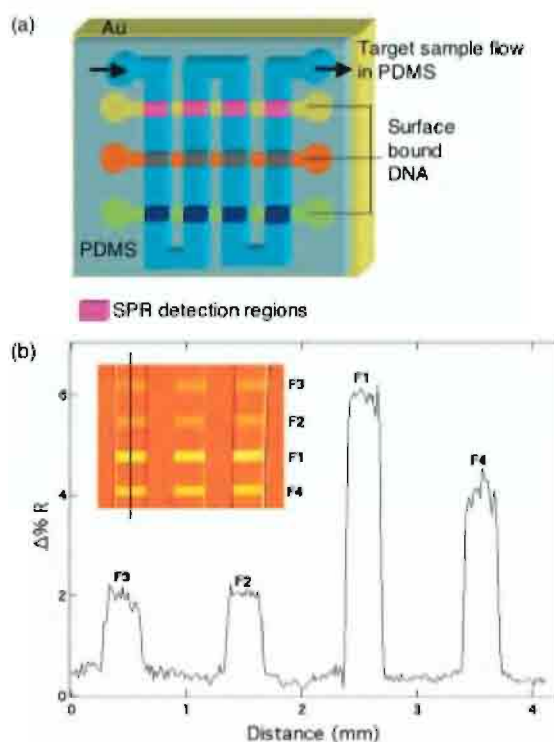 (a)
Au
Target sample flow
in PDMS
Surface
bound
DNA
PDMS
SPR detection regions
(b)
F3
F2
F1
F4
F1
F4
F3
F2
6
4
2
0
Δ% R
0
1
2
3
4
Distance (mm)